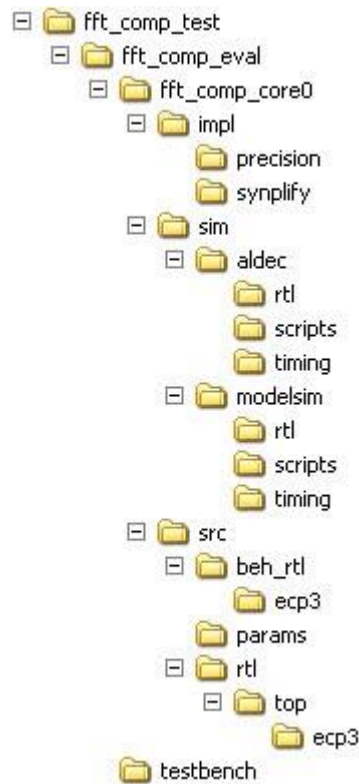 fft_comp_test
fft_comp_eval
fft_comp_core0
impl
precision
synplify
sim
aldec
rtl
scripts
timing
modelsim
rtl
scripts
timing
src
beh_rtl
ecp3
params
rtl
top
ecp3
testbench